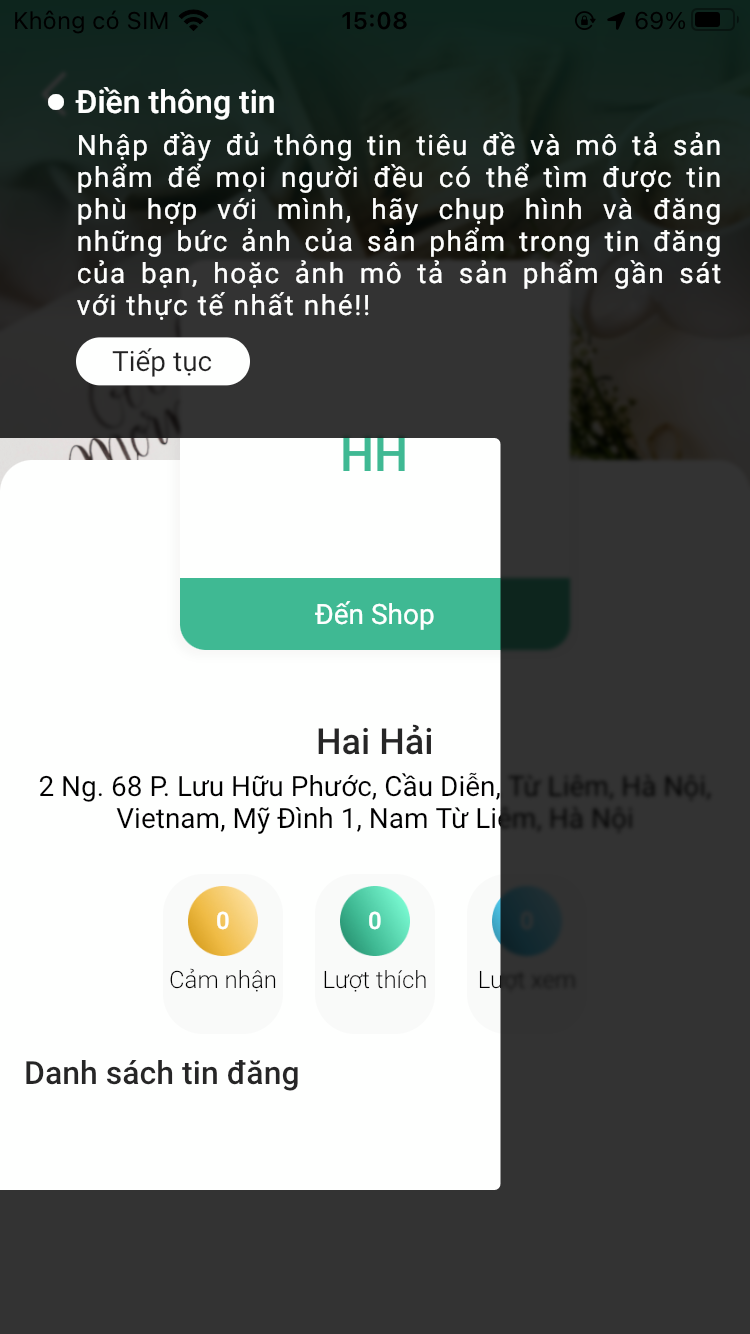 Không có SIM 15:08 69%
Điền thông tin
Nhập đầy đủ thông tin tiêu đề và mô tả sản
phẩm để mọi người đều có thể tìm được tin
phù hợp với mình, hãy chụp hình và đăng
những bức ảnh của sản phẩm trong tin đăng
của bạn, hoặc ảnh mô tả sản phẩm gần sát
với thực tế nhất nhé!!
Tiếp tục
HH
Đến Shop
Hai Hải
2 Ng. 68 P. Lưu Hữu Phước, Cầu Diễn, Từ Liêm, Hà Nội,
Vietnam, Mỹ Đình 1, Nam Từ Liêm, Hà Nội
0 0 0
Cảm nhận Lượt thích Lượt xem
Danh sách tin đăng